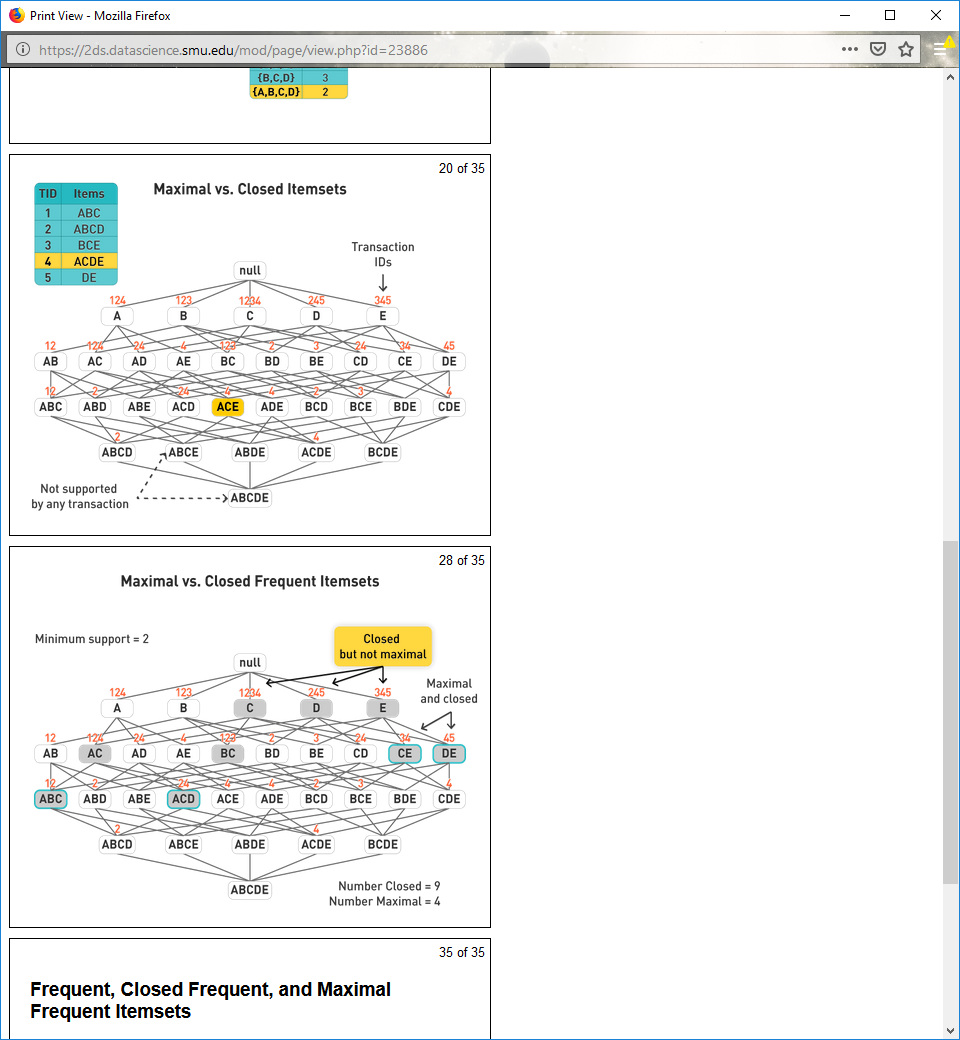 Print View - Mozilla Firefox
https://2ds.datascience.smu.edu/mod/page/view.php?id=23886
{B,C,D} 3
{A,B,C,D} 2
20 of 35
Maximal vs. Closed Itemsets
TID Items
1 ABC
2 ABCD
3 BCE
4 ACDE
5 DE
Transaction
IDs
null
124 123 1234 245 345
A B C D E
12 124 24 4 123 2 3 24 34 45
AB AC AD AE BC BD BE CD CE DE
12 2 24 4 4 2 3 4
ABC ABD ABE ACD ACE ADE BCD BCE BDE CDE
2 4
ABCD ABCE ABDE ACDE BCDE
Not supported
by any transaction
ABCDE
28 of 35
Maximal vs. Closed Frequent Itemsets
Minimum support = 2
Closed
but not maximal
null
Maximal
and closed
124 123 1234 245 345
A B C D E
12 124 24 4 123 2 3 24 34 45
AB AC AD AE BC BD BE CD CE DE
12 2 24 4 4 2 3 4
ABC ABD ABE ACD ACE ADE BCD BCE BDE CDE
2 4
ABCD ABCE ABDE ACDE BCDE
ABCDE
Number Closed = 9
Number Maximal = 4
35 of 35
Frequent, Closed Frequent, and Maximal
Frequent Itemsets